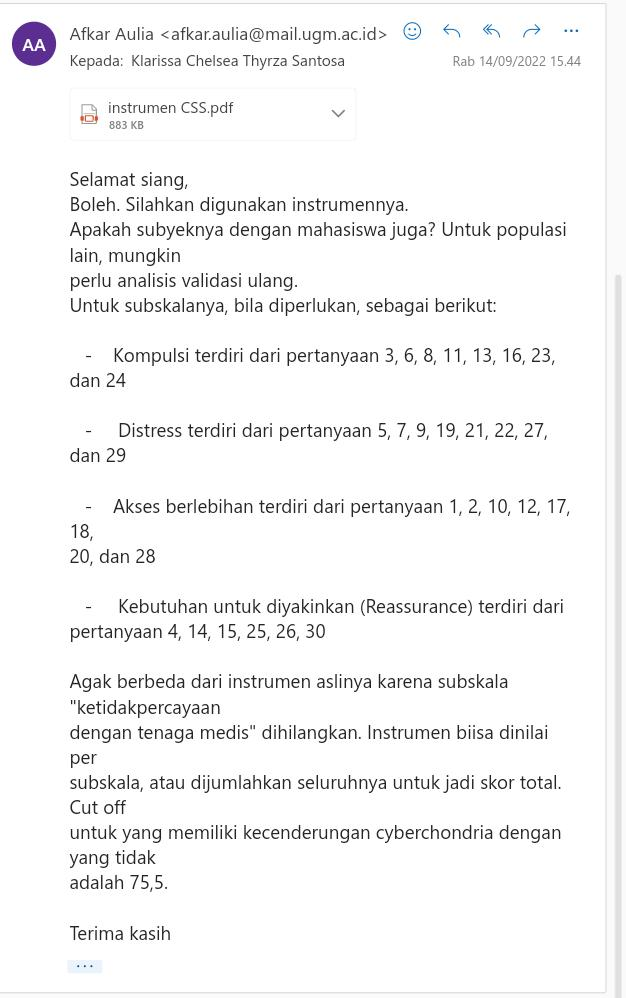 AA
Afkar Aulia <afkar.aulia@mail.ugm.ac.id>
Kepada: Klarissa Chelsea Thyrza Santosa
Rab 14/09/2022 15.44
instrumen CSS.pdf
883 KB
Selamat siang,
Boleh. Silahkan digunakan instrumennya.
Apakah subyeknya dengan mahasiswa juga? Untuk populasi
lain, mungkin
perlu analisis validasi ulang.
Untuk subskalanya, bila diperlukan, sebagai berikut:
- Kompulsi terdiri dari pertanyaan 3, 6, 8, 11, 13, 16, 23,
dan 24
- Distress terdiri dari pertanyaan 5, 7, 9, 19, 21, 22, 27,
dan 29
- Akses berlebihan terdiri dari pertanyaan 1, 2, 10, 12, 17,
18,
20, dan 28
- Kebutuhan untuk diyakinkan (Reassurance) terdiri dari
pertanyaan 4, 14, 15, 25, 26, 30
Agak berbeda dari instrumen aslinya karena subskala
"ketidakpercayaan
dengan tenaga medis" dihilangkan. Instrumen biisa dinilai
per
subskala, atau dijumlahkan seluruhnya untuk jadi skor total.
Cut off
untuk yang memiliki kecenderungan cyberchondria dengan
yang tidak
adalah 75,5.
Terima kasih